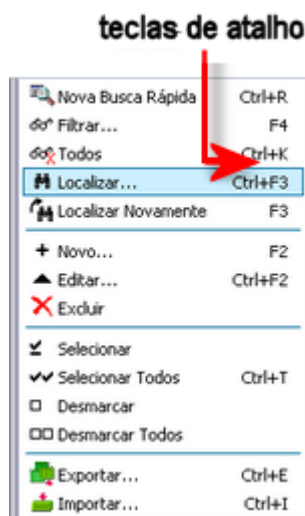 teclas de atalho
Nova Busca Rápida Ctrl+R
Filtrar... F4
Todos Ctrl+K
Localizar... Ctrl+F3
Localizar Novamente F3
Novo... F2
Editar... Ctrl+F2
Excluir
Selecionar
Selecionar Todos Ctrl+T
Desmarcar
Desmarcar Todos
Exportar... Ctrl+E
Importar... Ctrl+I